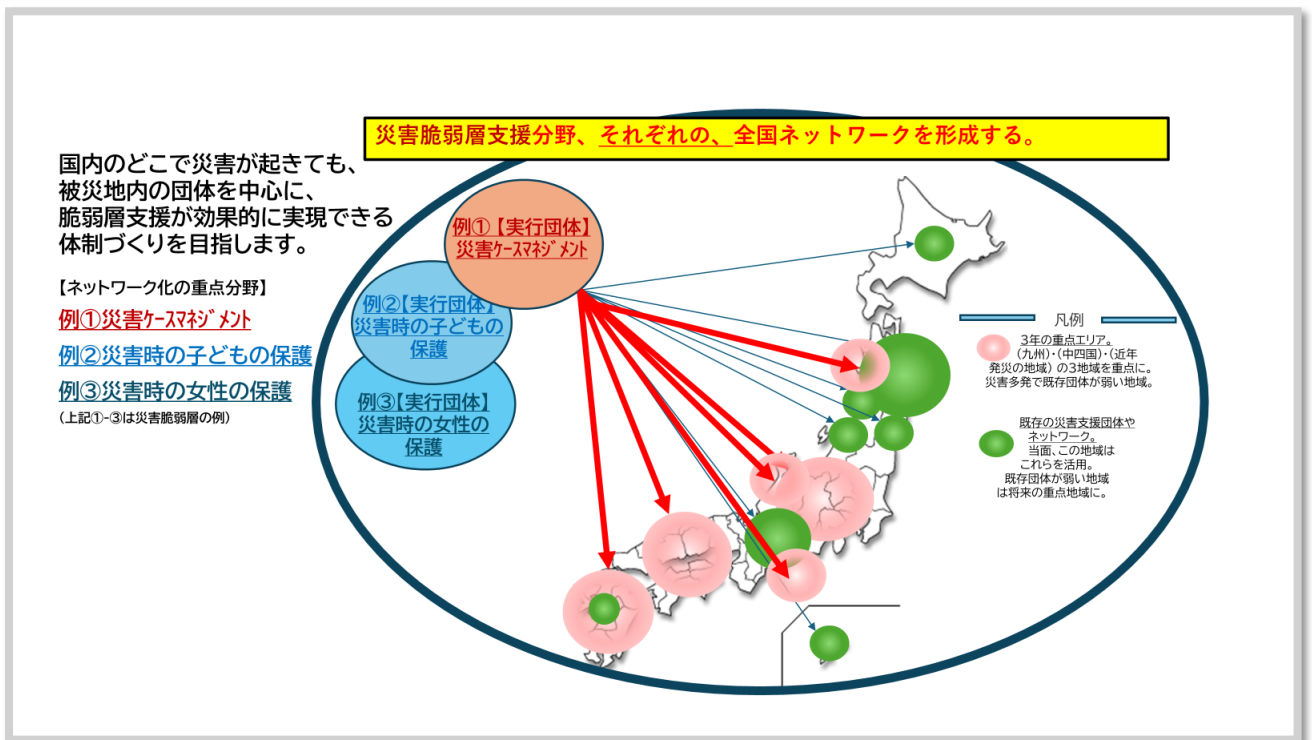 災害脆弱層支援分野、それぞれの、全国ネットワークを形成する。
国内のどこで災害が起きても、
被災地内の団体を中心に、
脆弱層支援が効果的に実現できる
体制づくりを目指します。
【ネットワーク化の重点分野】
例①災害ｹｰｽﾏﾈｼﾞﾒﾝﾄ
例②災害時の子どもの保護
例③災害時の女性の保護
(上記①-③は災害脆弱層の例)
例①【実行団体】
災害ｹｰｽﾏﾈｼﾞﾒﾝﾄ
例②【実行団体】
災害時の子どもの
保護
例③【実行団体】
災害時の女性の
保護
凡例
3年の重点エリア。
(九州)・(中四国)・(近年
発災の地域) の3地域を重点に。
災害多発で既存団体が弱い地域。
既存の災害支援団体や
ネットワーク。
当面、この地域は
これらを活用。
既存団体が弱い地域
は将来の重点地域に。